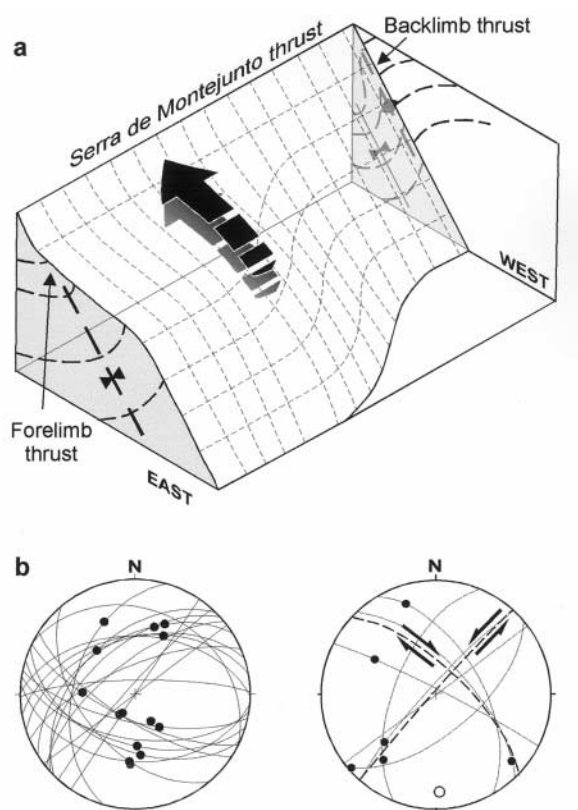 a
Backlimb thrust
Serra de Montejunto thrust
WEST
Forelimb
thrust
EAST
b
N
N